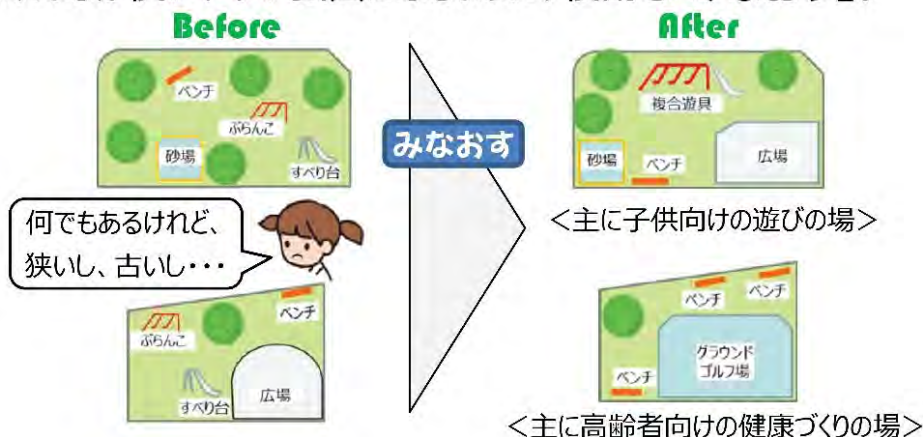 Before
After
ベンチ
ぶらんこ
砂場
すべり台
何でもあるけれど、
狭いし、古いし・・・
ベンチ
ぶらんこ
すべり台
広場
みなおす
複合遊具
砂場
ベンチ
広場
＜主に子供向けの遊びの場＞
ベンチ
ベンチ
グラウンド
ゴルフ場
ベンチ
＜主に高齢者向けの健康づくりの場＞